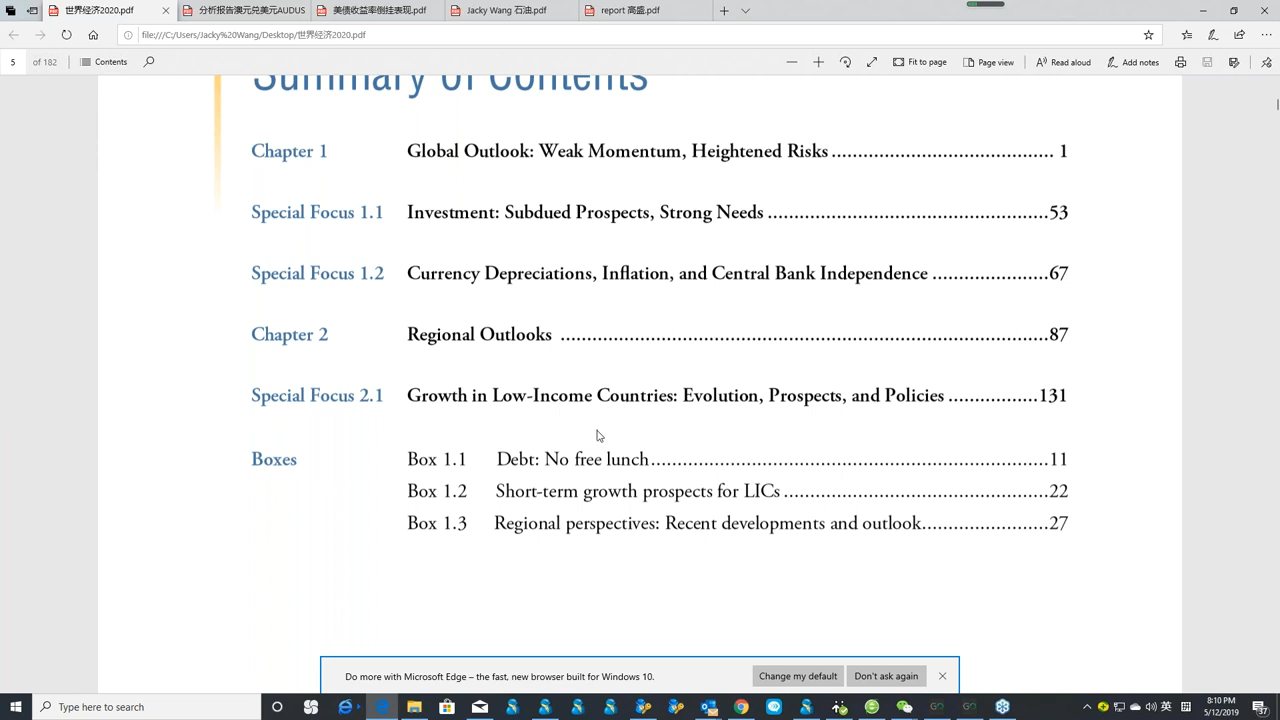 世界经济2020.pdf
分析报告澳元兑美元AUDUS
美债收益率倒挂表现.pdf
Jacky Wang 石油.pdf
report 高盛.pdf
file:///C:/Users/Jacky%20Wang/Desktop/世界经济2020.pdf
5 of 182 Contents Fit to page Page view Read aloud Add notes
Summary of Contents
Chapter 1 Global Outlook: Weak Momentum, Heightened Risks.......................................... 1
Special Focus 1.1 Investment: Subdued Prospects, Strong Needs.....................................................53
Special Focus 1.2 Currency Depreciations, Inflation, and Central Bank Independence......................67
Chapter 2 Regional Outlooks ............................................................................................87
Special Focus 2.1 Growth in Low-Income Countries: Evolution, Prospects, and Policies.................131
Boxes Box 1.1 Debt: No free lunch...........................................................................11
Box 1.2 Short-term growth prospects for LICs..................................................22
Box 1.3 Regional perspectives: Recent developments and outlook........................27
Do more with Microsoft Edge – the fast, new browser built for Windows 10. Change my default Don't ask again
Type here to search
英
8:10 PM
5/12/2019